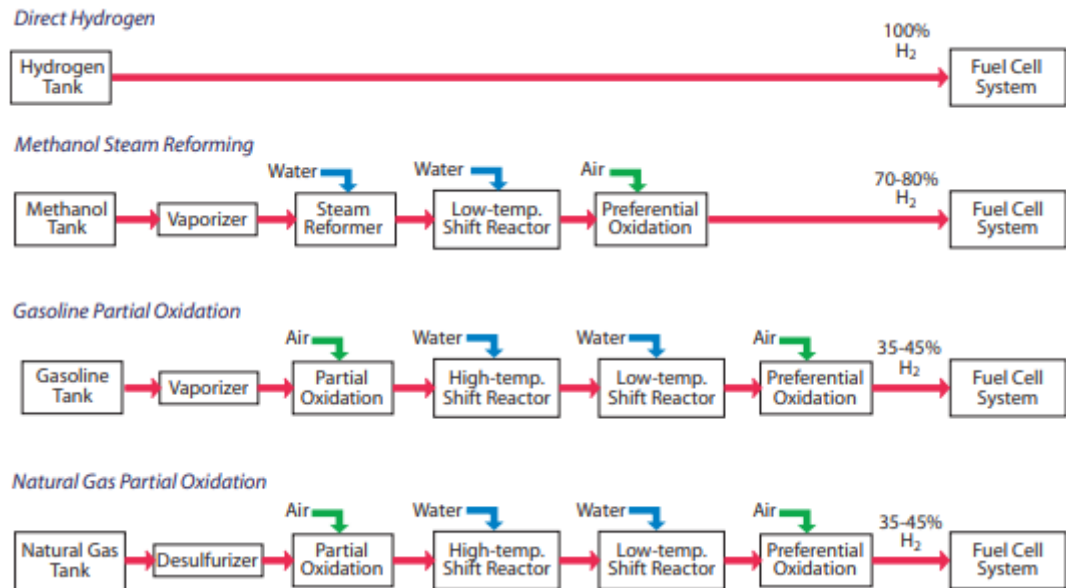 Direct Hydrogen
100%
H2
Hydrogen
Tank
Fuel Cell
System
Methanol Steam Reforming
Water
Water
Air
70-80%
H2
Methanol
Tank
Vaporizer
Steam
Reformer
Low-temp.
Shift Reactor
Preferential
Oxidation
Fuel Cell
System
Gasoline Partial Oxidation
Air
Water
Water
Air
35-45%
H2
Gasoline
Tank
Vaporizer
Partial
Oxidation
High-temp.
Shift Reactor
Low-temp.
Shift Reactor
Preferential
Oxidation
Fuel Cell
System
Natural Gas Partial Oxidation
Air
Water
Water
Air
35-45%
H2
Natural Gas
Tank
Desulfurizer
Partial
Oxidation
High-temp.
Shift Reactor
Low-temp.
Shift Reactor
Preferential
Oxidation
Fuel Cell
System